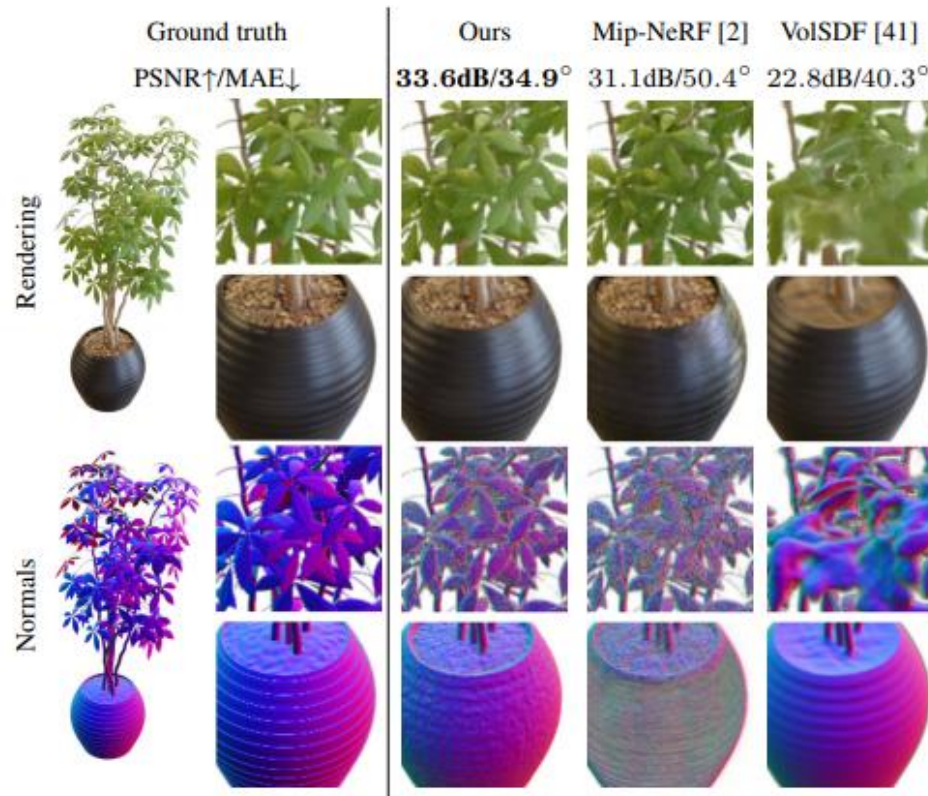 Ground truth
Ours
Mip-NeRF [2]
VolSDF [41]
PSNR↑/MAE↓
33.6dB/34.9°
31.1dB/50.4°
22.8dB/40.3°
Rendering
Normals